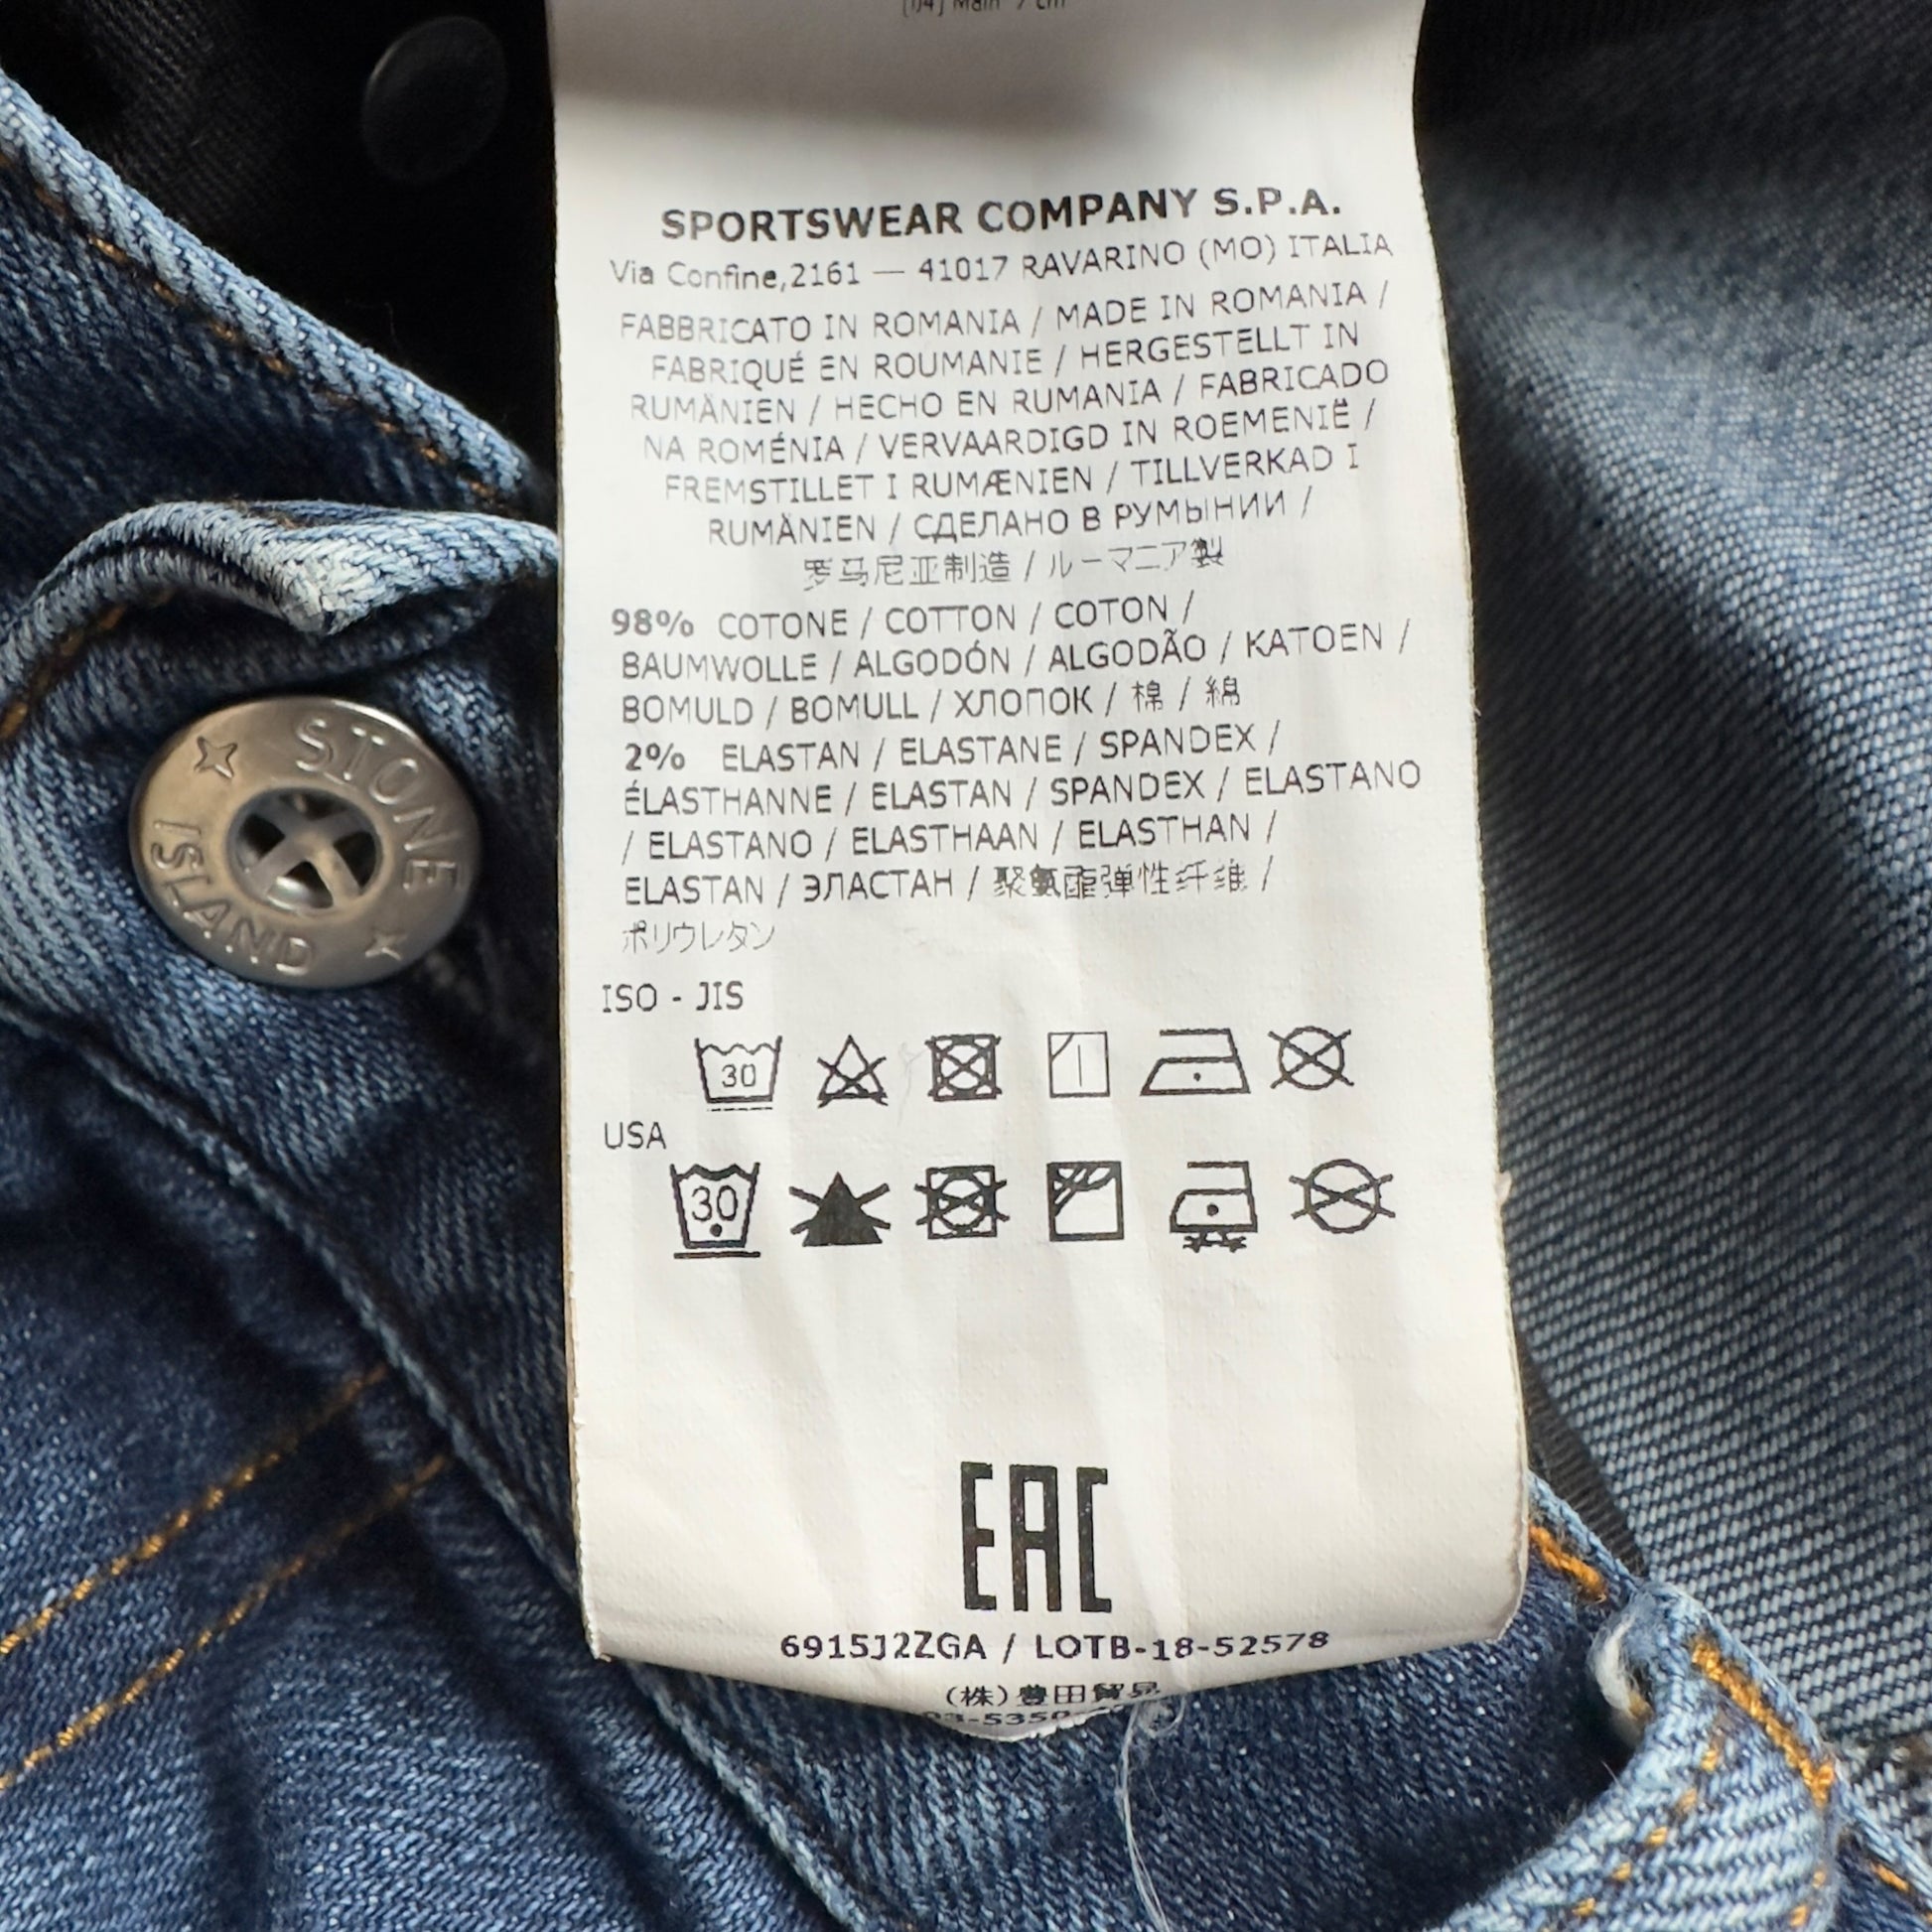 SPORTSWEAR COMPANY S.P.A.
Via Confine,2161 — 41017 RAVARINO (MO) ITALIA
FABBRICATO IN ROMANIA / MADE IN ROMANIA /
FABRIQUÉ EN ROUMANIE / HERGESTELLT IN
RUMÄNIEN / HECHO EN RUMANIA / FABRICADO
NA ROMÉNIA / VERVAARDIGD IN ROEMENIË /
FREMSTILLET I RUMÆNIEN / TILLVERKAD I
RUMÄNIEN / СДЕЛАНО В РУМЫНИИ /
罗马尼亚制造 / ルーマニア製
98% COTONE / COTTON / COTON /
BAUMWOLLE / ALGODÓN / ALGODÃO / KATOEN /
BOMULD / BOMULL / ХЛОПОК / 棉 / 綿
2% ELASTAN / ELASTANE / SPANDEX /
ÉLASTHANNE / ELASTAN / SPANDEX / ELASTANO
/ ELASTANO / ELASTHAAN / ELASTHAN /
ELASTAN / ЭЛАСТАН / 聚氨酯弹性纤维 /
ポリウレタン
ISO - JIS
30
USA
30
EAC
6915J2ZGA / LOTB-18-52578
(株)豊田貿易
STONE
ISLAND